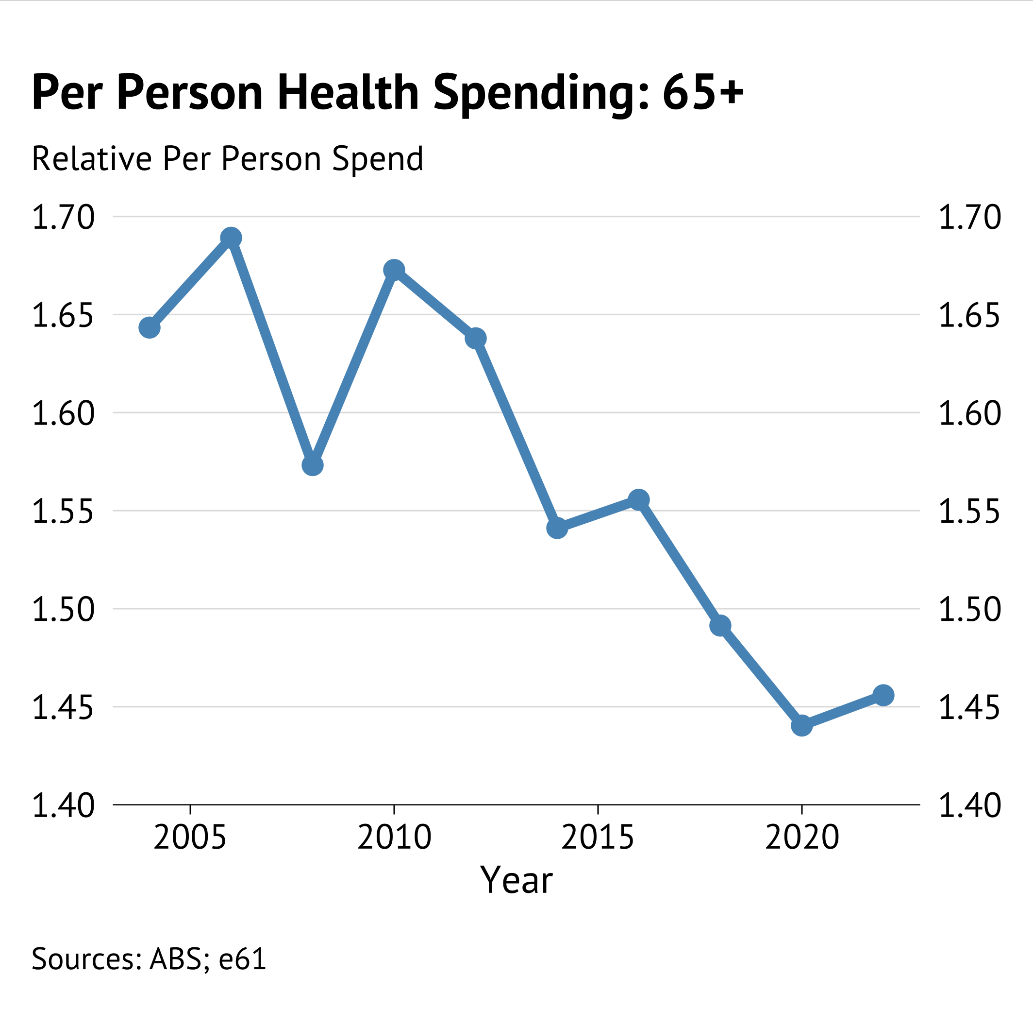 Per Person Health Spending: 65+
Relative Per Person Spend
1.70 1.70
1.65 1.65
1.60 1.60
1.55 1.55
1.50 1.50
1.45 1.45
1.40 1.40
2005 2010 2015 2020
Year
Sources: ABS; e61